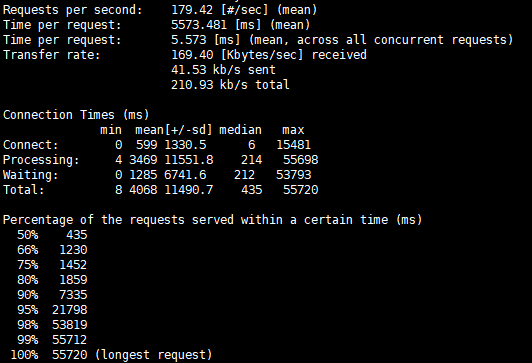 Requests per second:    179.42 [#/sec] (mean)
Time per request:       5573.481 [ms] (mean)
Time per request:       5.573 [ms] (mean, across all concurrent requests)
Transfer rate:          169.40 [Kbytes/sec] received
                        41.53 kb/s sent
                        210.93 kb/s total

Connection Times (ms)
              min  mean[+/-sd] median   max
Connect:        0  599 1330.5      6   15481
Processing:     4 3469 11551.8    214   55698
Waiting:        0 1285 6741.6    212   53793
Total:          8 4068 11490.7    435   55720

Percentage of the requests served within a certain time (ms)
  50%    435
  66%   1230
  75%   1452
  80%   1859
  90%   7335
  95%  21798
  98%  53819
  99%  55712
 100%  55720 (longest request)